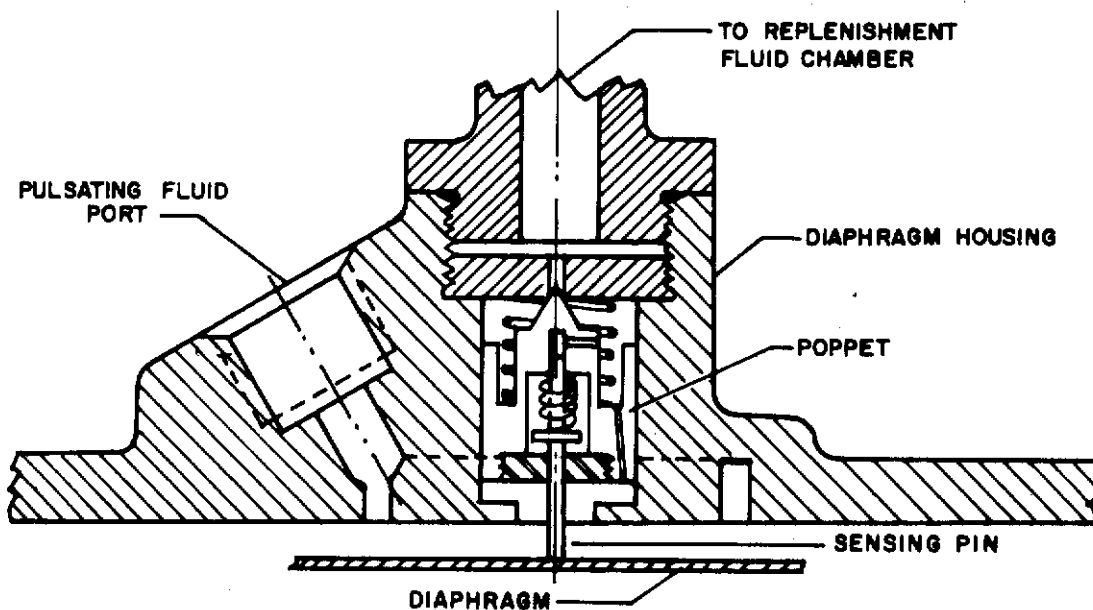 TO REPLENISHMENT
FLUID CHAMBER
PULSATING FLUID
PORT
DIAPHRAGM HOUSING
POPPET
SENSING PIN
DIAPHRAGM